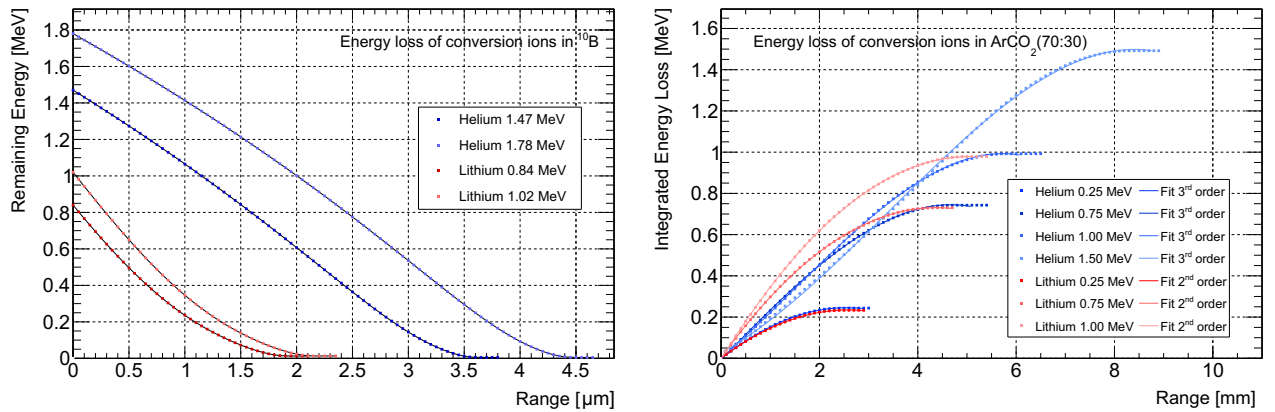 Remaining Energy [MeV]
1.8
1.6
1.4
1.2
1
0.8
0.6
0.4
0.2
0
Energy loss of conversion ions in ¹⁰B
Helium 1.47 MeV
Helium 1.78 MeV
Lithium 0.84 MeV
Lithium 1.02 MeV
0 0.5 1 1.5 2 2.5 3 3.5 4 4.5
Range [μm]
Integrated Energy Loss [MeV]
1.6
1.4
1.2
1
0.8
0.6
0.4
0.2
0
Energy loss of conversion ions in ArCO₂(70:30)
Helium 0.25 MeV Fit 3ʳᵈ order
Helium 0.75 MeV Fit 3ʳᵈ order
Helium 1.00 MeV Fit 3ʳᵈ order
Helium 1.50 MeV Fit 3ʳᵈ order
Lithium 0.25 MeV Fit 2ⁿᵈ order
Lithium 0.75 MeV Fit 2ⁿᵈ order
Lithium 1.00 MeV Fit 2ⁿᵈ order
0 2 4 6 8 10
Range [mm]